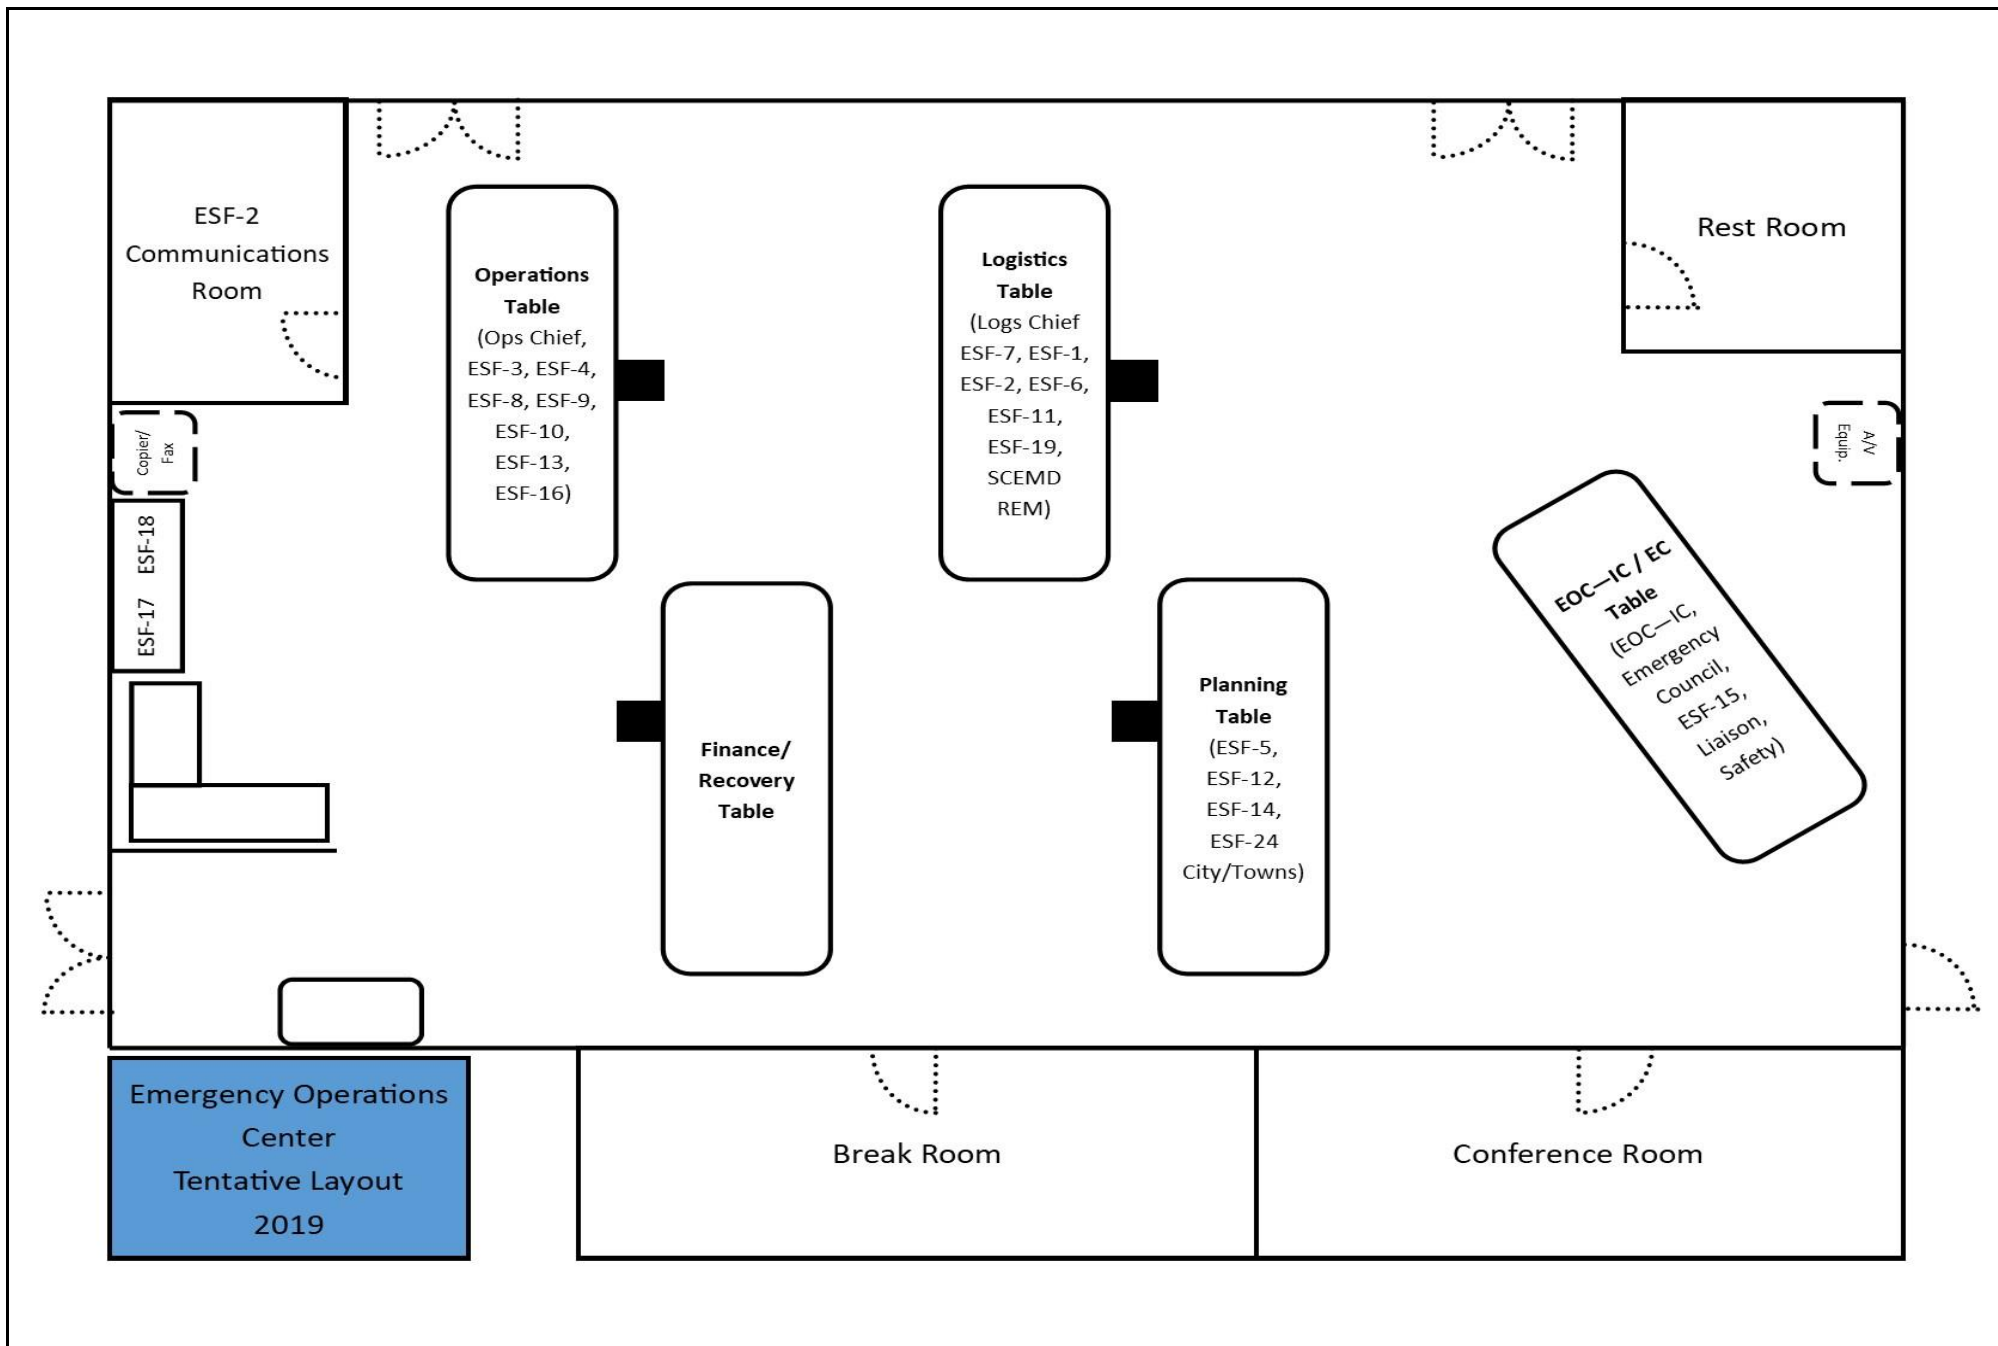 ESF-2
Communications
Room
Operations
Table
(Ops Chief,
ESF-3, ESF-4,
ESF-8, ESF-9,
ESF-10,
ESF-13,
ESF-16)
Logistics
Table
(Logs Chief
ESF-7, ESF-1,
ESF-2, ESF-6,
ESF-11,
ESF-19,
SCEMD
REM)
Rest Room
Copier/
Fax
A/V
Equip.
ESF-17 ESF-18
EOC—IC / EC
Table
(EOC—IC,
Emergency
Council,
ESF-15,
Liaison,
Safety)
Finance/
Recovery
Table
Planning
Table
(ESF-5,
ESF-12,
ESF-14,
ESF-24
City/Towns)
Emergency Operations
Center
Tentative Layout
2019
Break Room
Conference Room